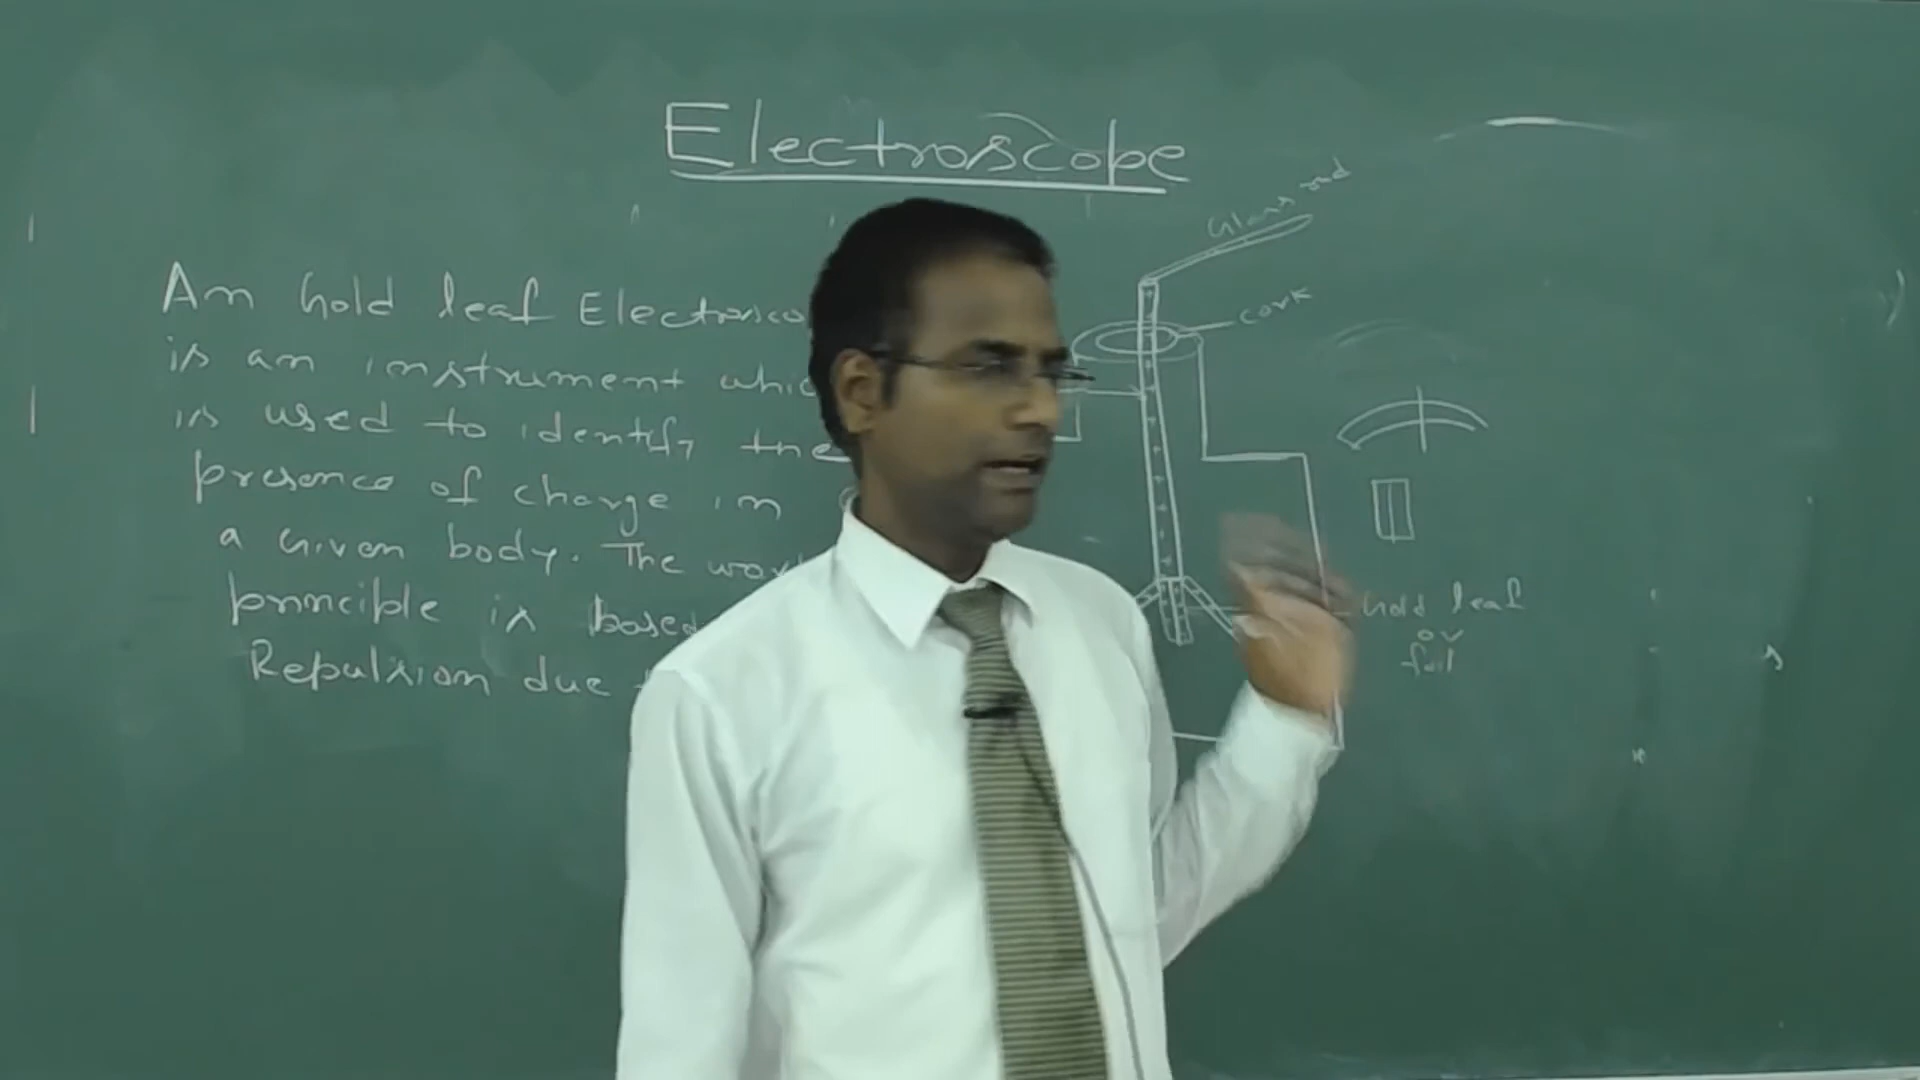 Electroscope
An Gold leaf Electrosco
is an instrument whic
is used to identify the
presence of charge in
a Given body. The work
principle is based
Repulsion due
Glass rod
cork
Gold leaf
or
foil